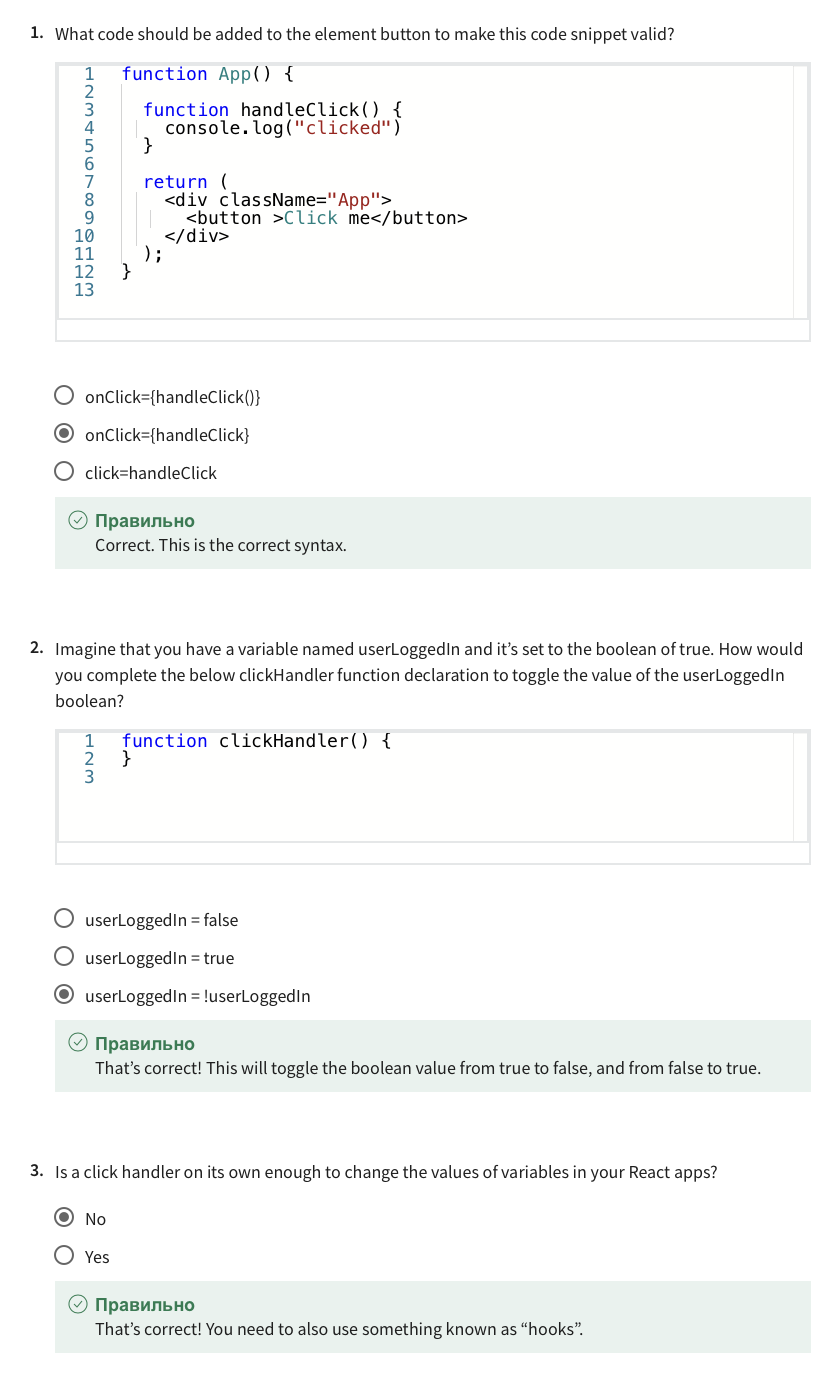 1. What code should be added to the element button to make this code snippet valid?
1 function App() {
2
3 function handleClick() {
4 console.log("clicked")
5 }
6
7 return (
8 <div className="App">
9 <button >Click me</button>
10 </div>
11 );
12 }
13
onClick={handleClick()}
onClick={handleClick}
click=handleClick
Правильно
Correct. This is the correct syntax.
2. Imagine that you have a variable named userLoggedIn and it’s set to the boolean of true. How would
you complete the below clickHandler function declaration to toggle the value of the userLoggedIn
boolean?
1 function clickHandler() {
2 }
3
userLoggedIn = false
userLoggedIn = true
userLoggedIn = !userLoggedIn
Правильно
That’s correct! This will toggle the boolean value from true to false, and from false to true.
3. Is a click handler on its own enough to change the values of variables in your React apps?
No
Yes
Правильно
That’s correct! You need to also use something known as “hooks”.